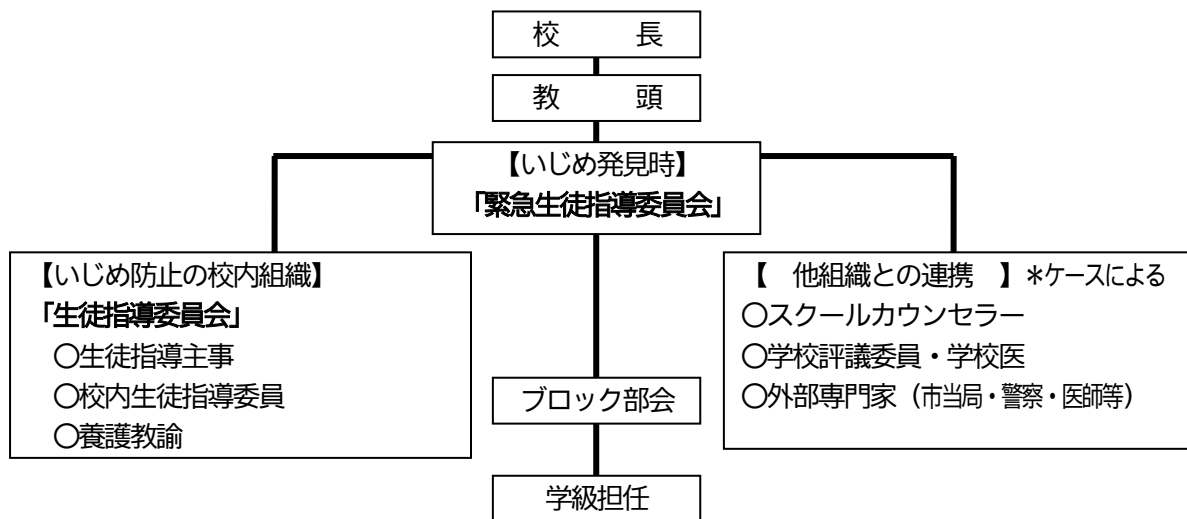 校　　　長
教　　　頭
【いじめ発見時】
「緊急生徒指導委員会」
【いじめ防止の校内組織】
「生徒指導委員会」
○生徒指導主事
○校内生徒指導委員
○養護教諭
【　他組織との連携　】＊ケースによる
○スクールカウンセラー
○学校評議委員・学校医
○外部専門家（市当局・警察・医師等）
ブロック部会
学級担任